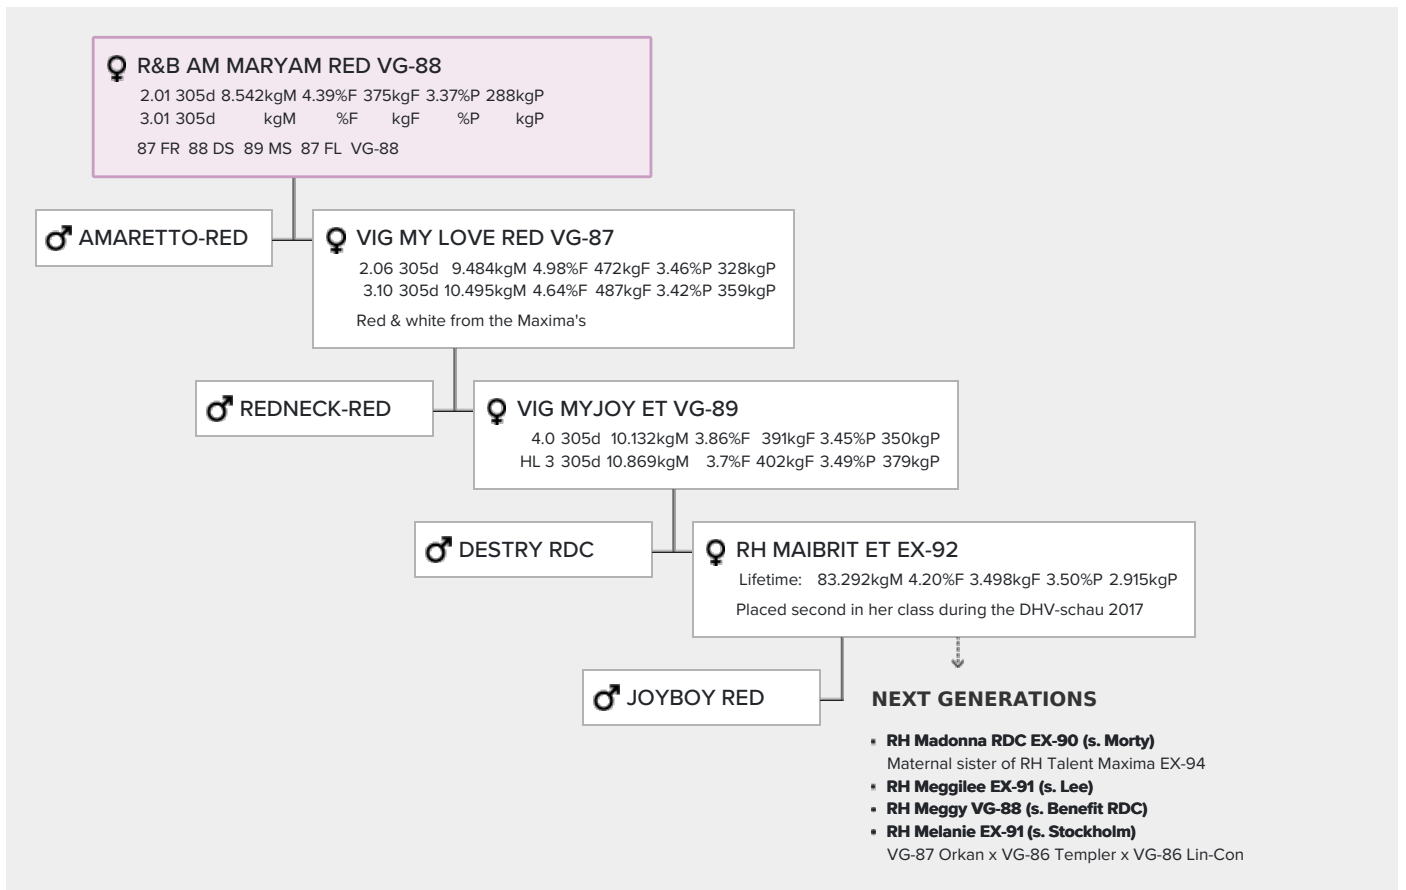 R&B AM MARYAM RED VG-88
2.01 305d 8.542kgM 4.39%F 375kgF 3.37%P 288kgP
3.01 305d kgM %F kgF %P kgP
87 FR 88 DS 89 MS 87 FL VG-88
AMARETTO-RED
VIG MY LOVE RED VG-87
2.06 305d 9.484kgM 4.98%F 472kgF 3.46%P 328kgP
3.10 305d 10.495kgM 4.64%F 487kgF 3.42%P 359kgP
Red & white from the Maxima's
REDNECK-RED
VIG MYJOY ET VG-89
4.0 305d 10.132kgM 3.86%F 391kgF 3.45%P 350kgP
HL 3 305d 10.869kgM 3.7%F 402kgF 3.49%P 379kgP
DESTRY RDC
RH MAIBRIT ET EX-92
Lifetime: 83.292kgM 4.20%F 3.498kgF 3.50%P 2.915kgP
Placed second in her class during the DHV-schau 2017
JOYBOY RED
NEXT GENERATIONS
RH Madonna RDC EX-90 (s. Morty)
Maternal sister of RH Talent Maxima EX-94
RH Meggilee EX-91 (s. Lee)
RH Meggy VG-88 (s. Benefit RDC)
RH Melanie EX-91 (s. Stockholm)
VG-87 Orkan x VG-86 Templer x VG-86 Lin-Con